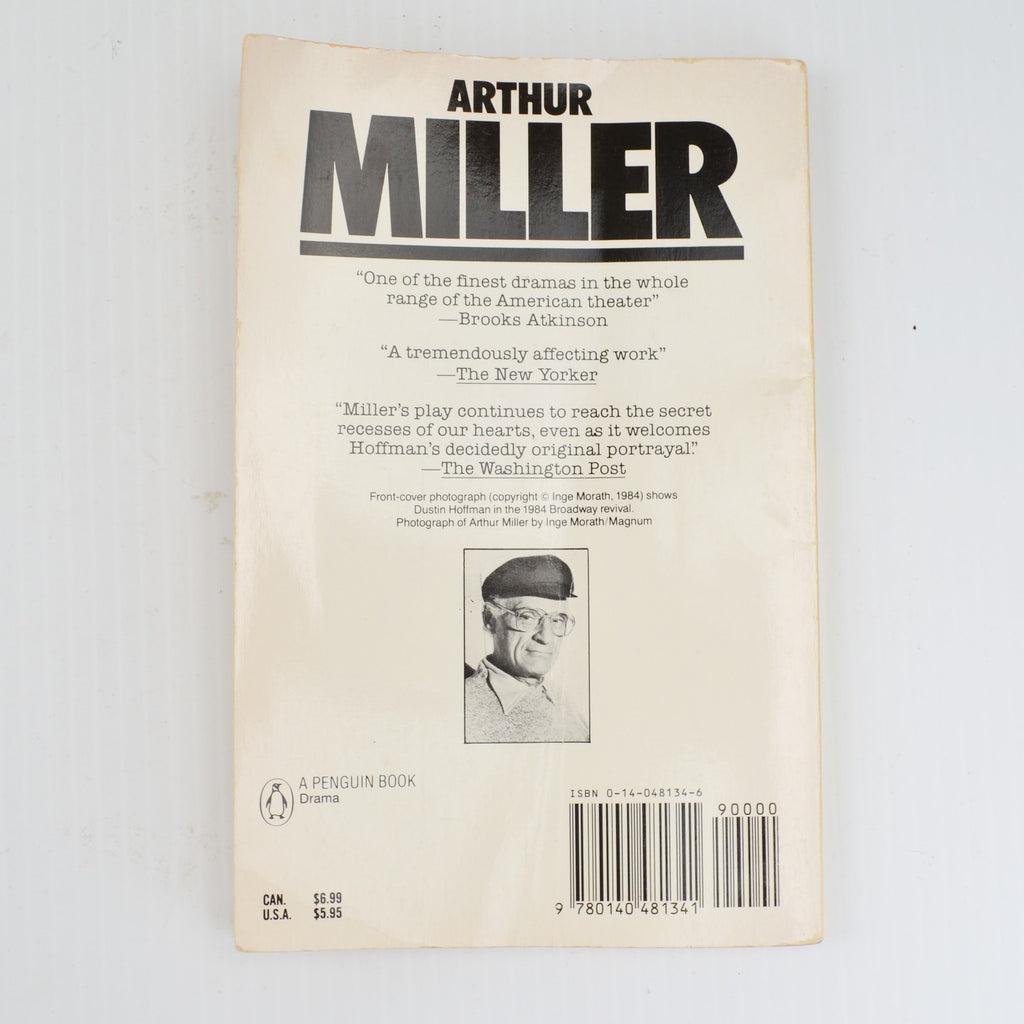 ARTHUR
MILLER
“One of the finest dramas in the whole
range of the American theater”
—Brooks Atkinson
“A tremendously affecting work”
—The New Yorker
“Miller’s play continues to reach the secret
recesses of our hearts, even as it welcomes
Hoffman’s decidedly original portrayal.”
—The Washington Post
Front-cover photograph (copyright © Inge Morath, 1984) shows
Dustin Hoffman in the 1984 Broadway revival.
Photograph of Arthur Miller by Inge Morath/Magnum
A PENGUIN BOOK
Drama
ISBN 0-14-048134-6
90000
9 780140 481341
CAN. $6.99
U.S.A. $5.95